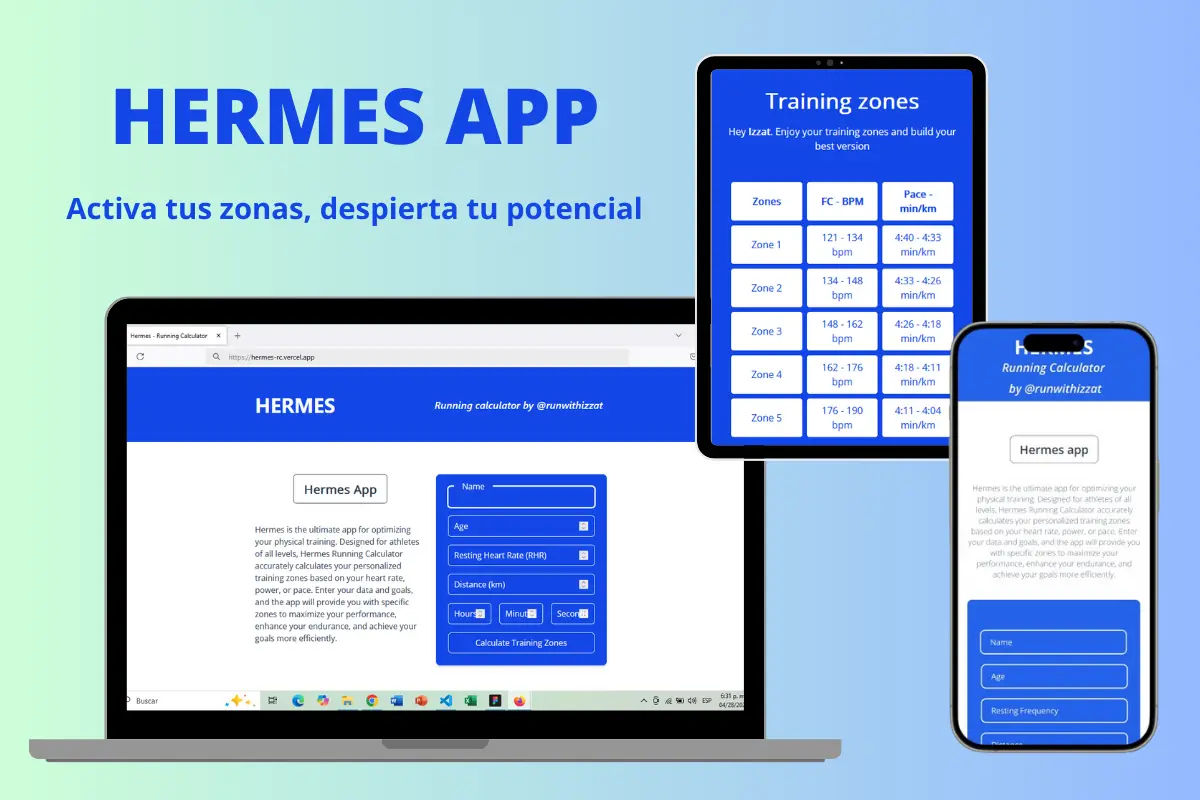 HERMES APP
Activa tus zonas, despierta tu potencial
Hermes - Running Calculator
https://hermes-rc.vercel.app
HERMES
Running calculator by @runwithizzat
Hermes App
Hermes is the ultimate app for optimizing
your physical training. Designed for athletes
of all levels, Hermes Running Calculator
accurately calculates your personalized
training zones based on your heart rate,
power, or pace. Enter your data and goals,
and the app will provide you with specific
zones to maximize your performance,
enhance your endurance, and achieve your
goals more efficiently.
Name
Age
Resting Heart Rate (RHR)
Distance (km)
Hours Minut Secon
Calculate Training Zones
Buscar
ESP
6:31 p. m
04/28/202
Training zones
Hey Izzat. Enjoy your training zones and build your
best version
Zones
FC - BPM
Pace -
min/km
Zone 1
121 - 134
bpm
4:40 - 4:33
min/km
Zone 2
134 - 148
bpm
4:33 - 4:26
min/km
Zone 3
148 - 162
bpm
4:26 - 4:18
min/km
Zone 4
162 - 176
bpm
4:18 - 4:11
min/km
Zone 5
176 - 190
bpm
4:11 - 4:04
min/km
HERMES
Running Calculator
by @runwithizzat
Hermes app
Hermes is the ultimate app for optimizing your
physical training. Designed for athletes of all
levels, Hermes Running Calculator accurately
calculates your personalized training zones
based on your heart rate, power, or pace. Enter
your data and goals, and the app will provide you
with specific zones to maximize your
performance, enhance your endurance, and
achieve your goals more efficiently.
Name
Age
Resting Frequency
Distance